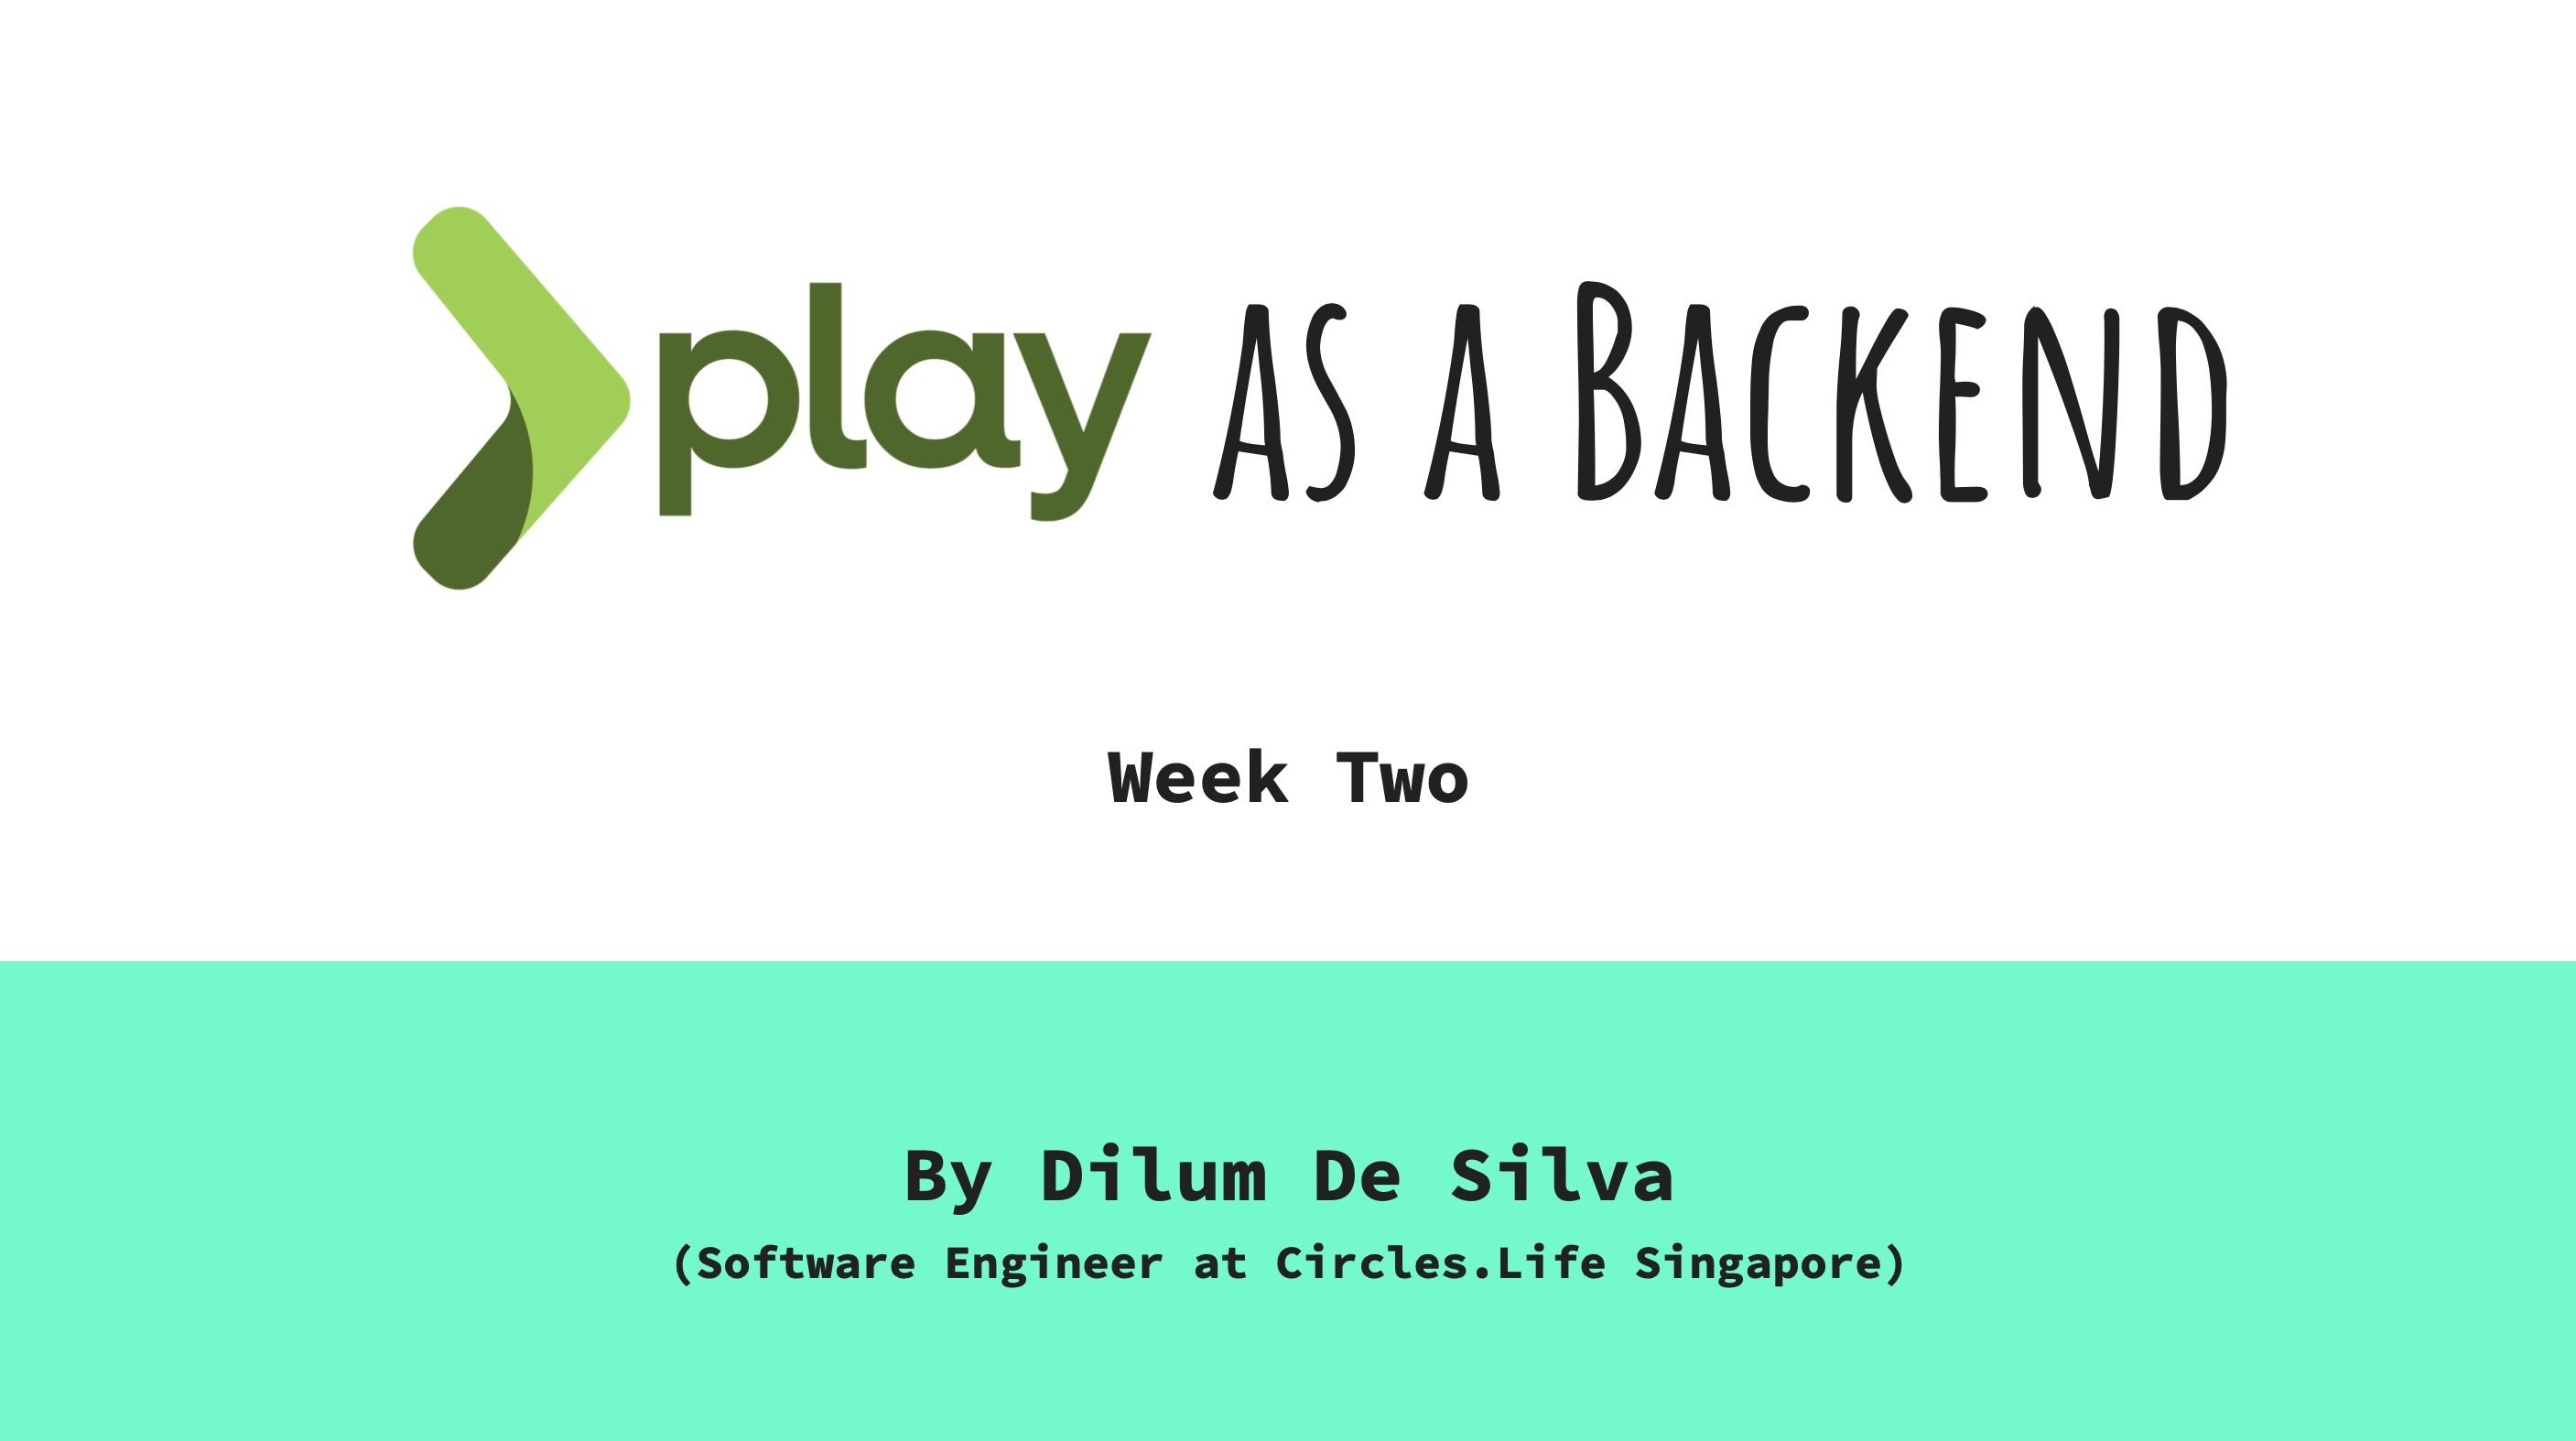 play as a Backend
Week Two
By Dilum De Silva
(Software Engineer at Circles.Life Singapore)